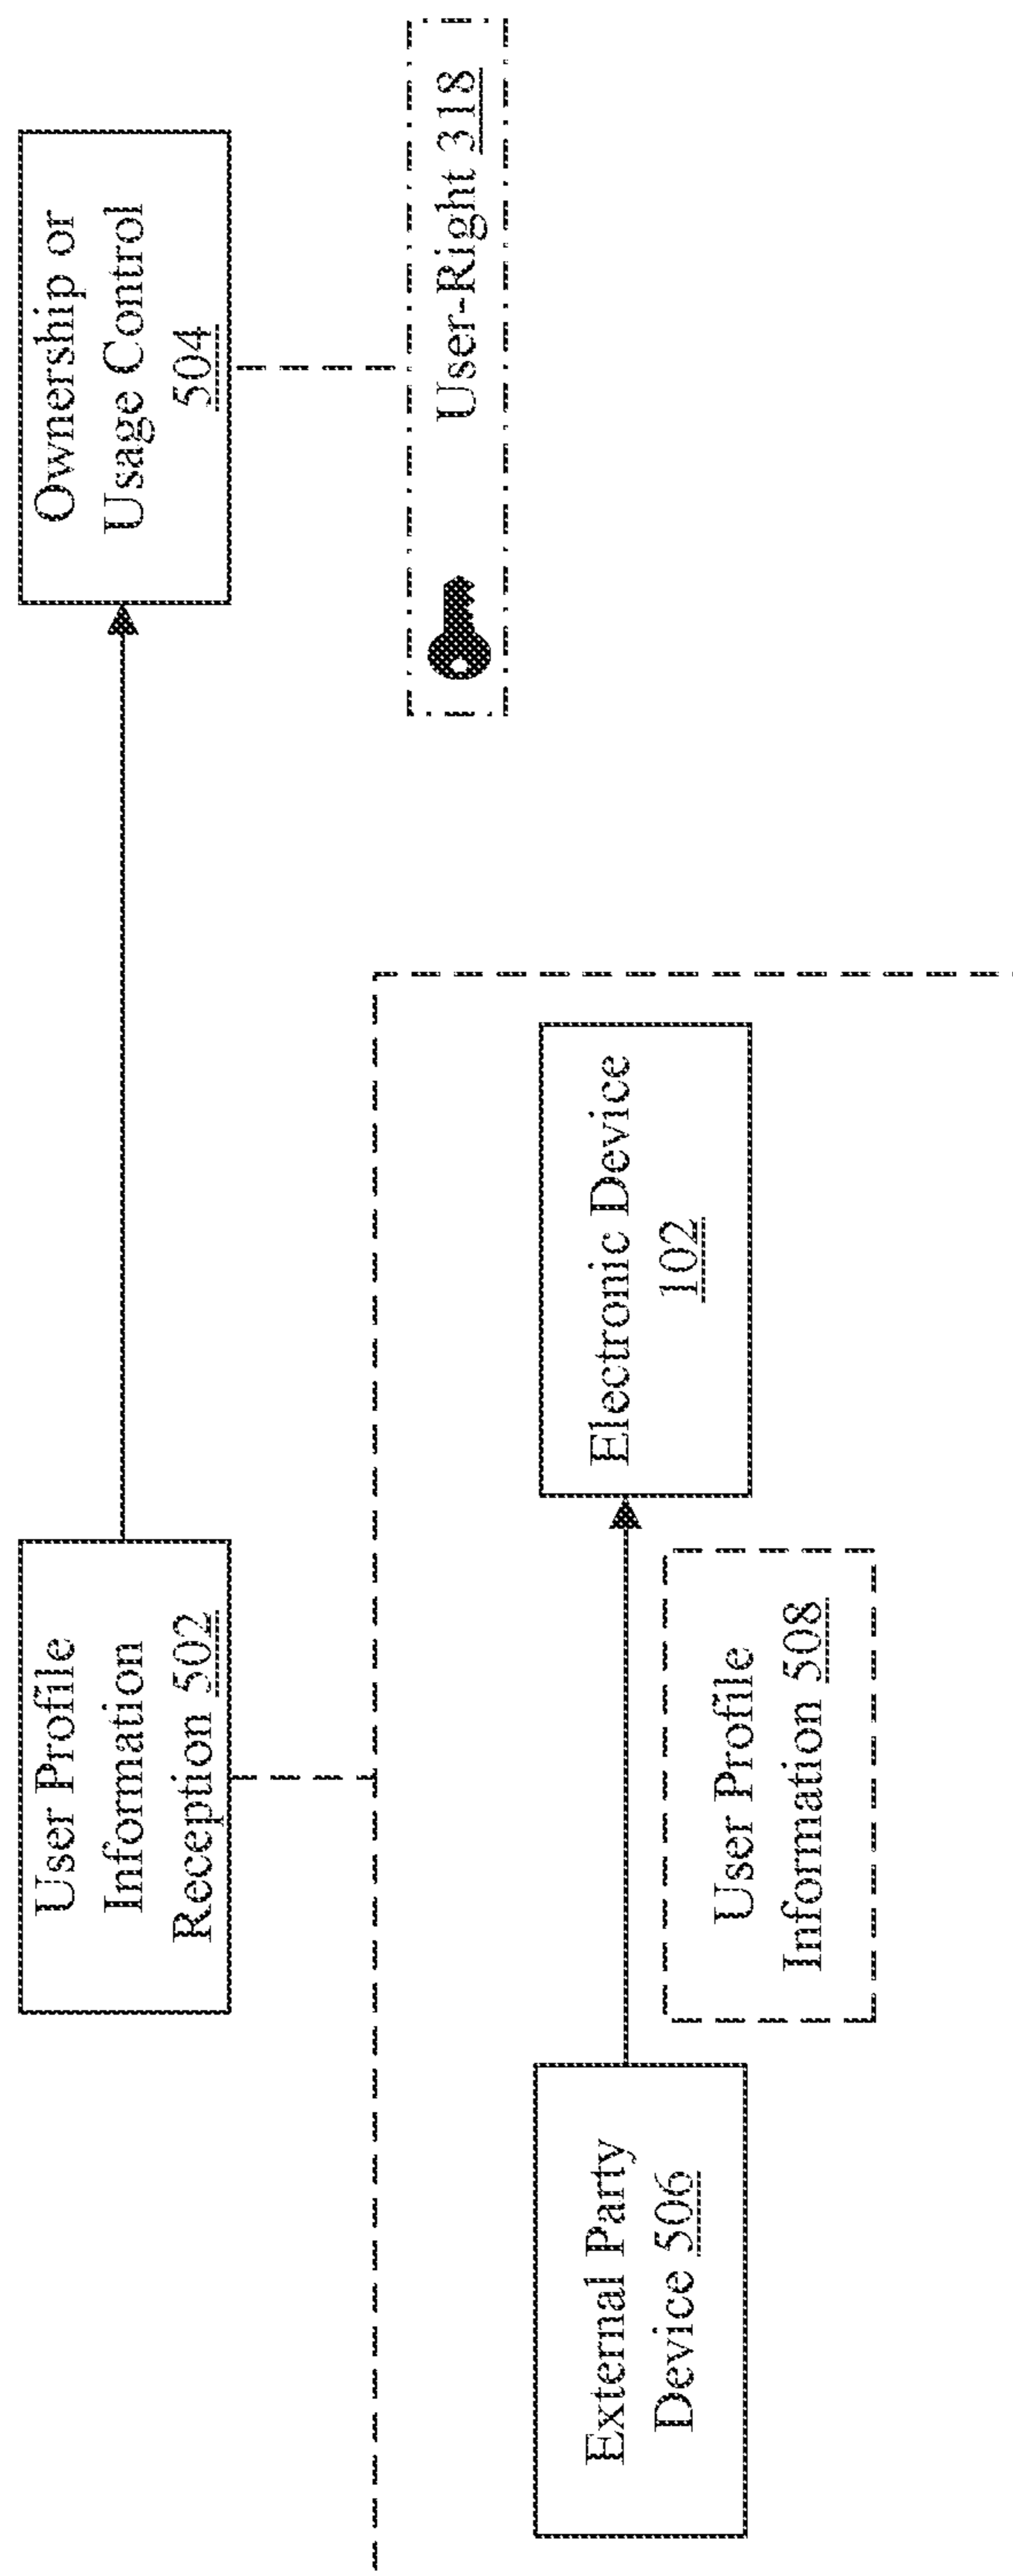 User Profile
Information
Reception 502
Ownership or
Usage Control
504
User-Right 318
External Party
Device 506
User Profile
Information 508
Electronic Device
102